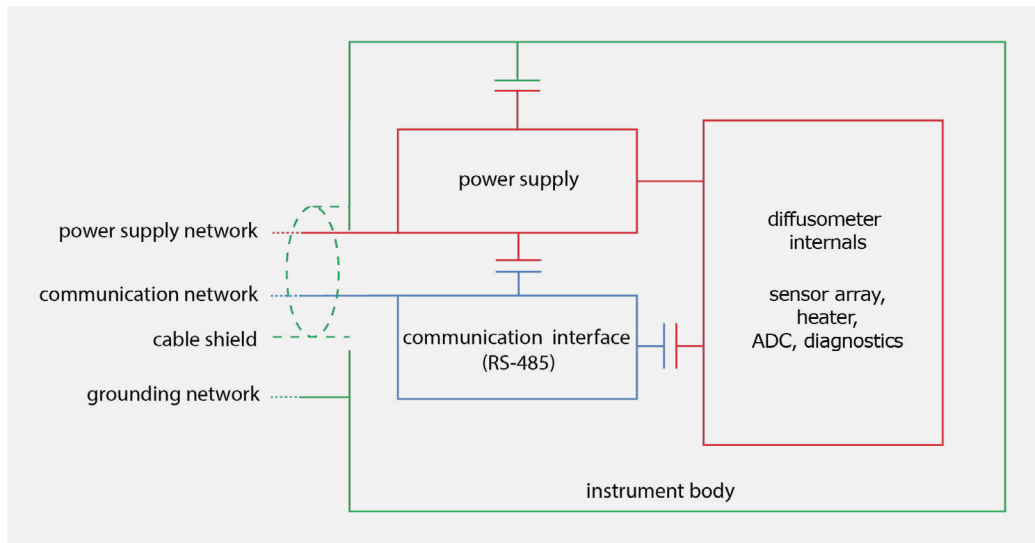 power supply
power supply network
communication network
cable shield
grounding network
communication interface
(RS-485)
diffusometer
internals
sensor array,
heater,
ADC, diagnostics
instrument body